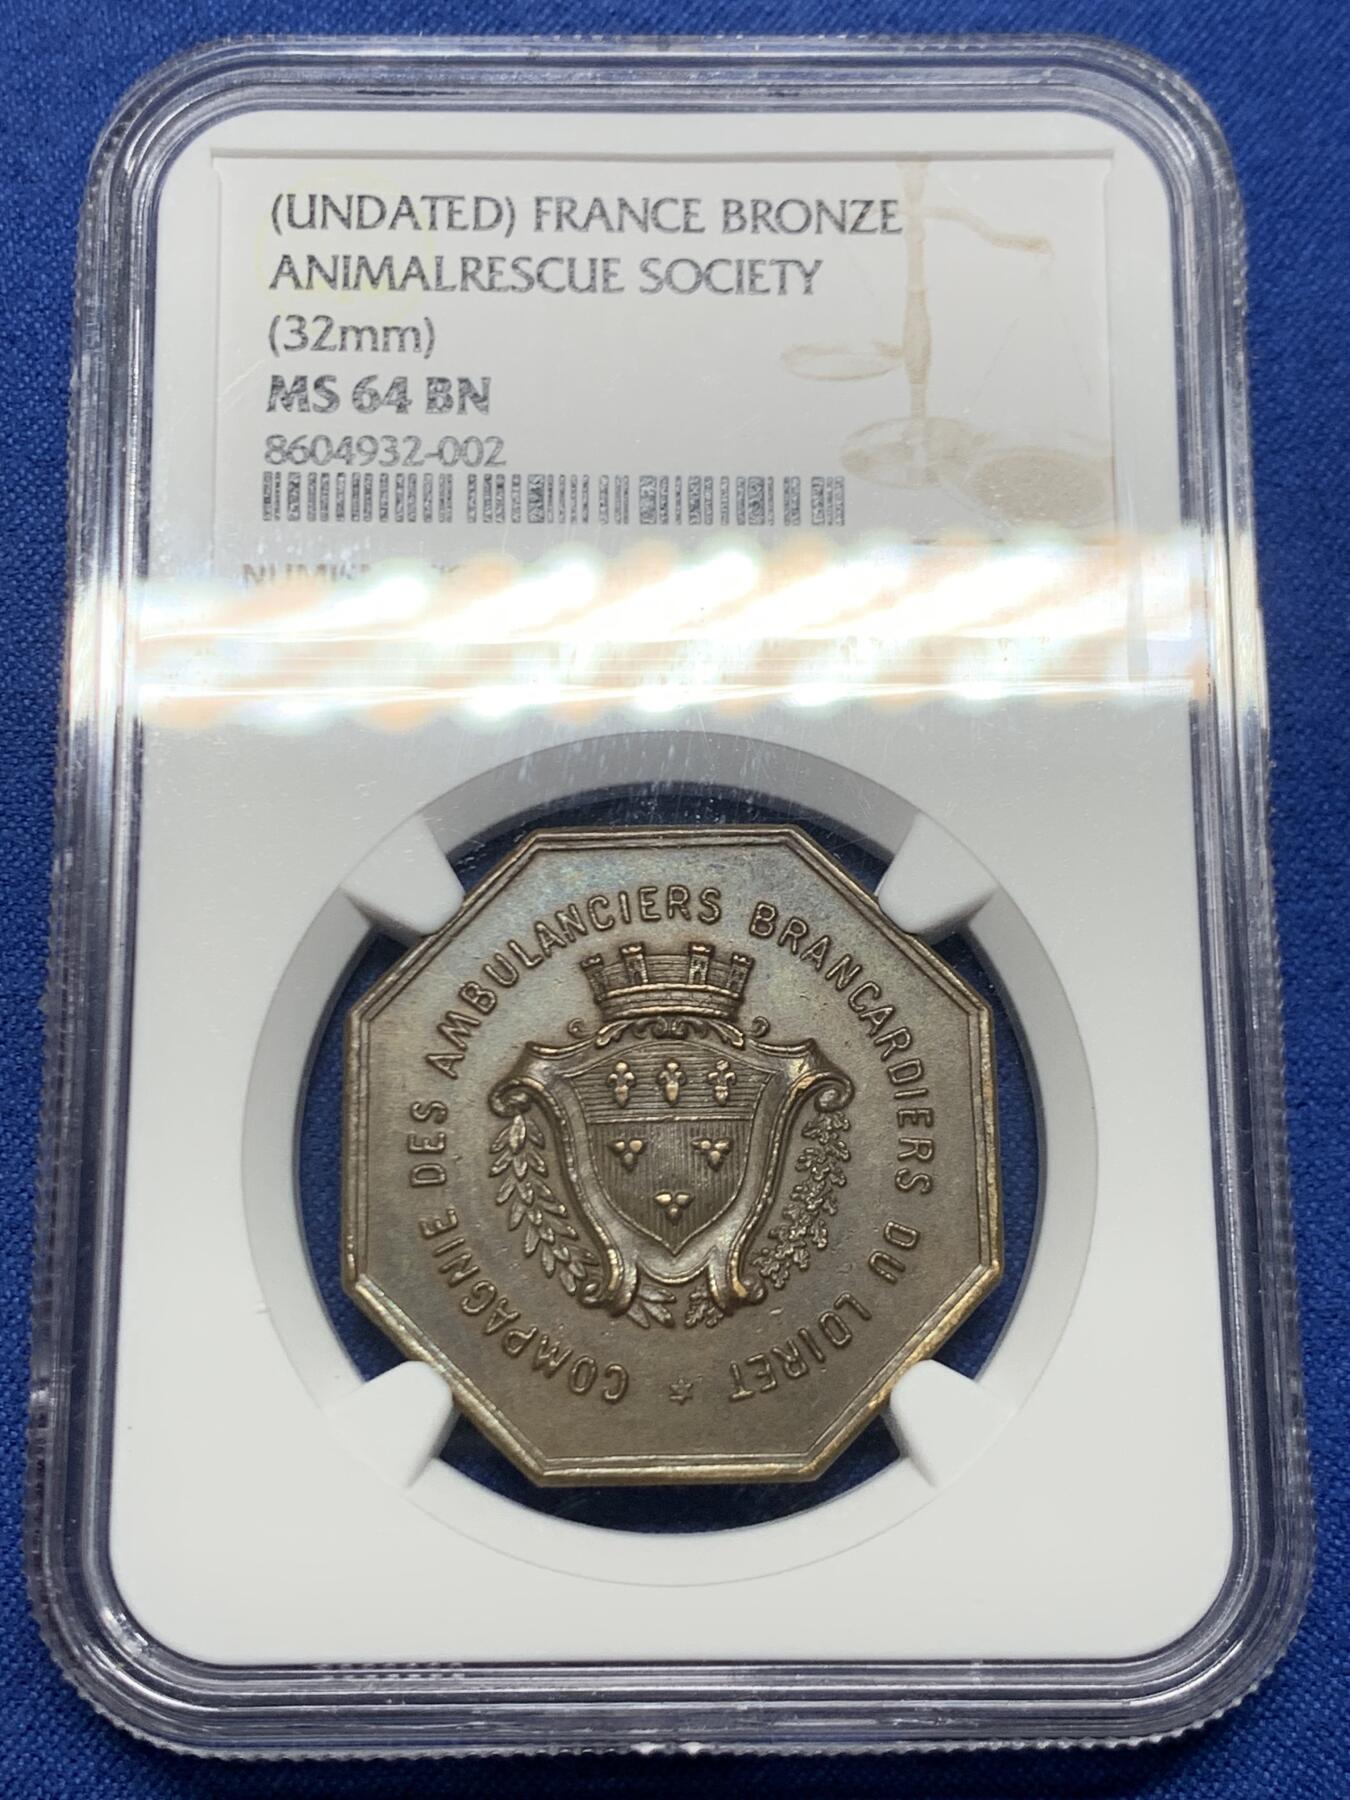 (UNDATED) FRANCE BRONZE
ANIMALRESCUE SOCIETY
(32mm)
MS 64 BN
8604932-002
COMPAGNIE DES AMBULANCIERS BRANCARDIERS DU LOIRET